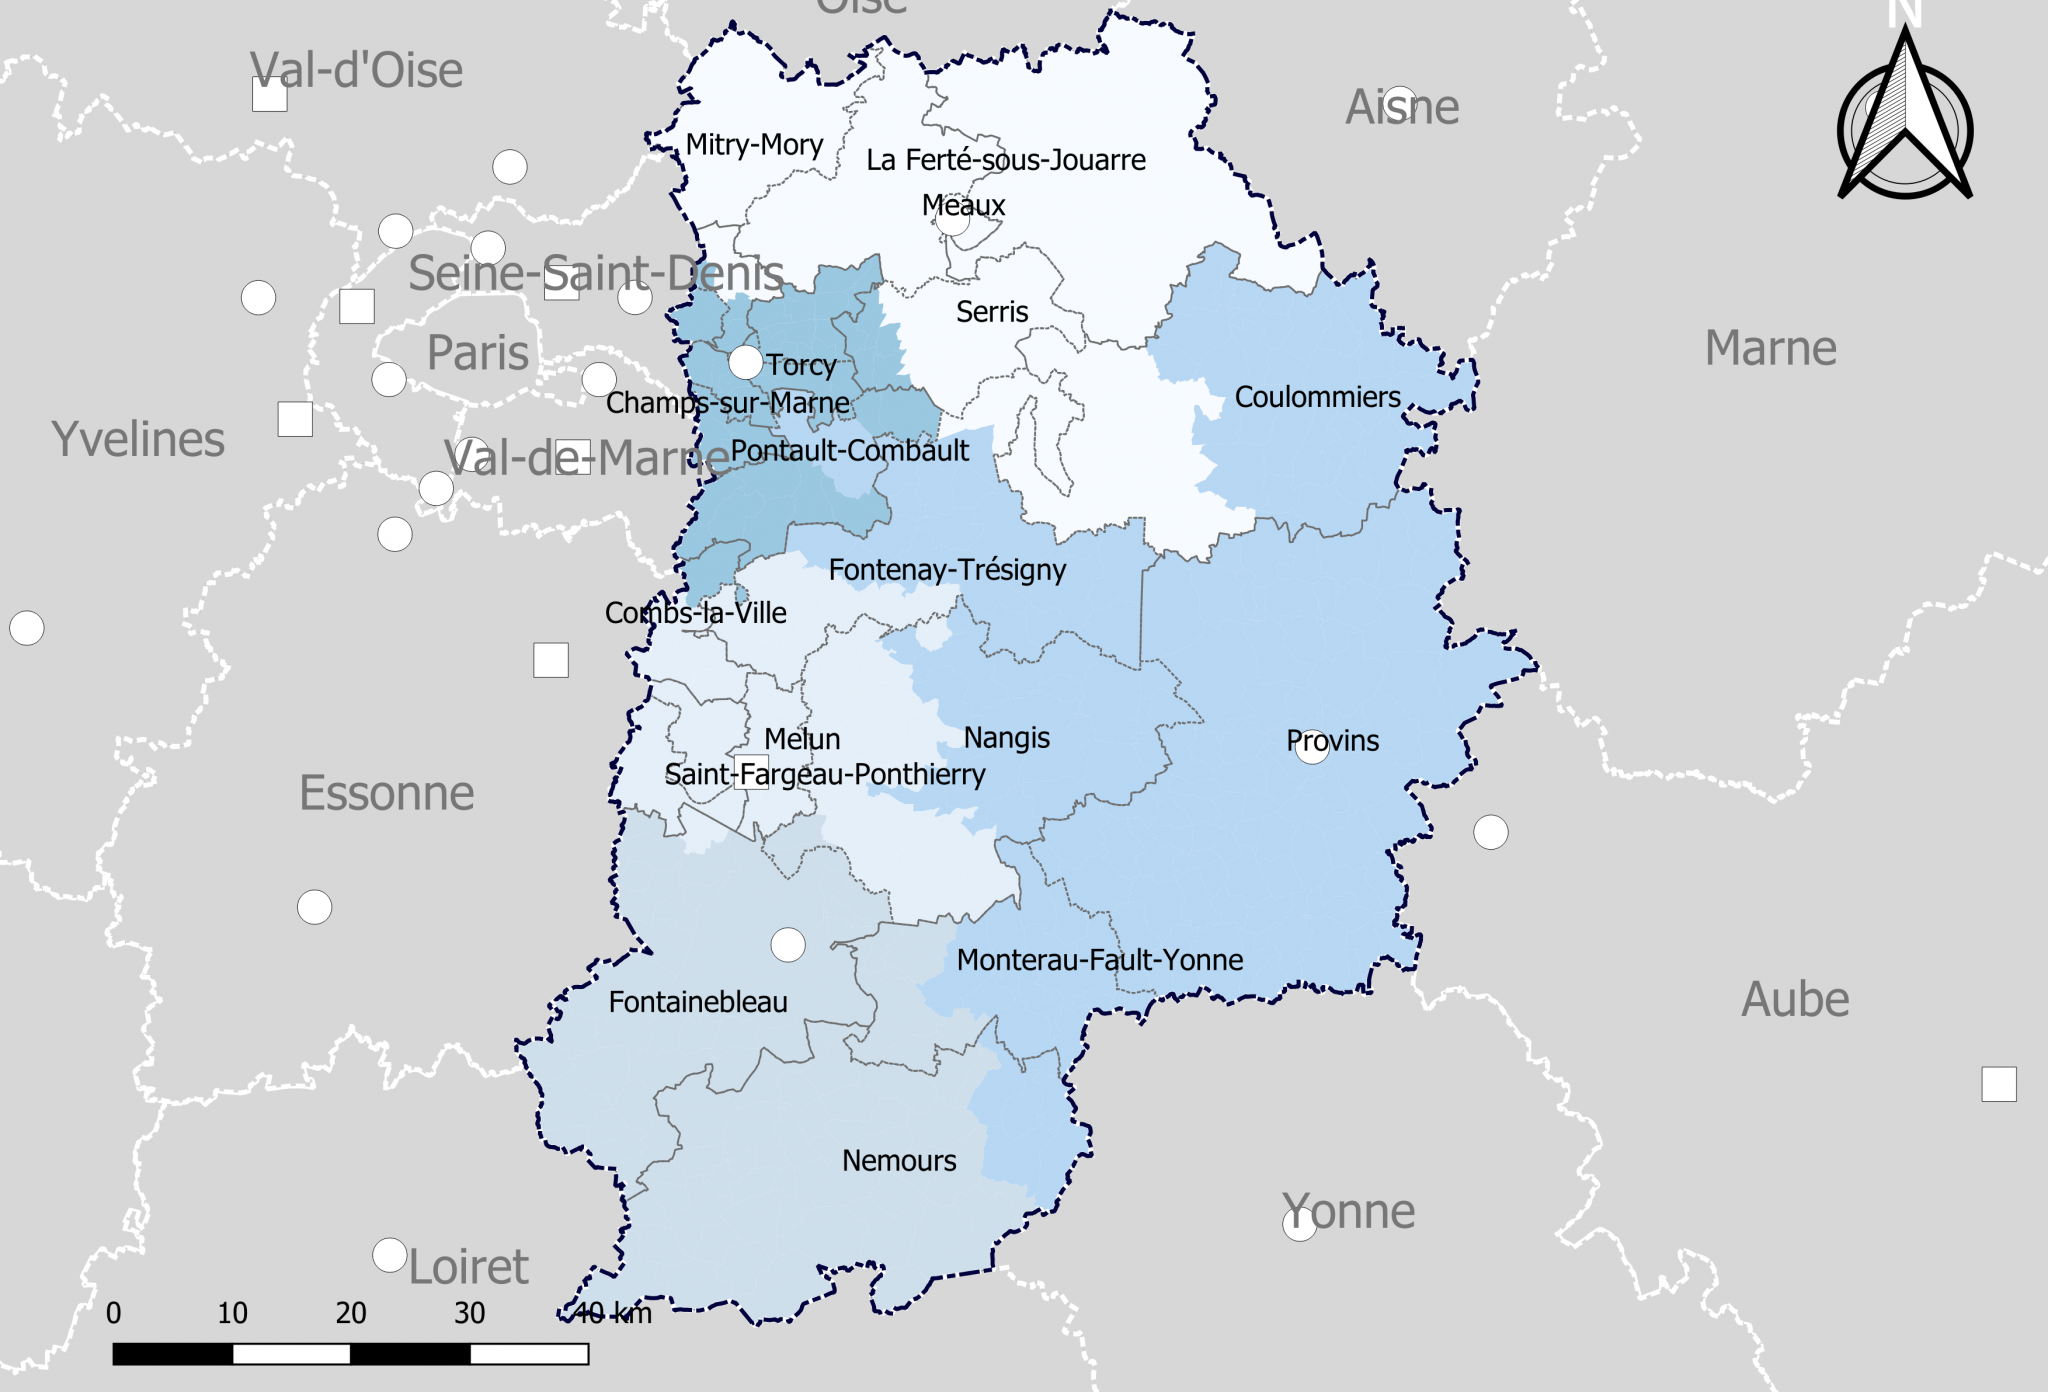 Oise
N
Val-d'Oise
Aisne
Mitry-Mory
La Ferté-sous-Jouarre
Meaux
Seine-Saint-Denis
Serris
Marne
Paris
Torcy
Coulommiers
Champs-sur-Marne
Yvelines
Val-de-Marne
Pontault-Combault
Fontenay-Trésigny
Combs-la-Ville
Melun
Nangis
Provins
Saint-Fargeau-Ponthierry
Essonne
Monterau-Fault-Yonne
Fontainebleau
Aube
Nemours
Yonne
Loiret
0 10 20 30 40 km